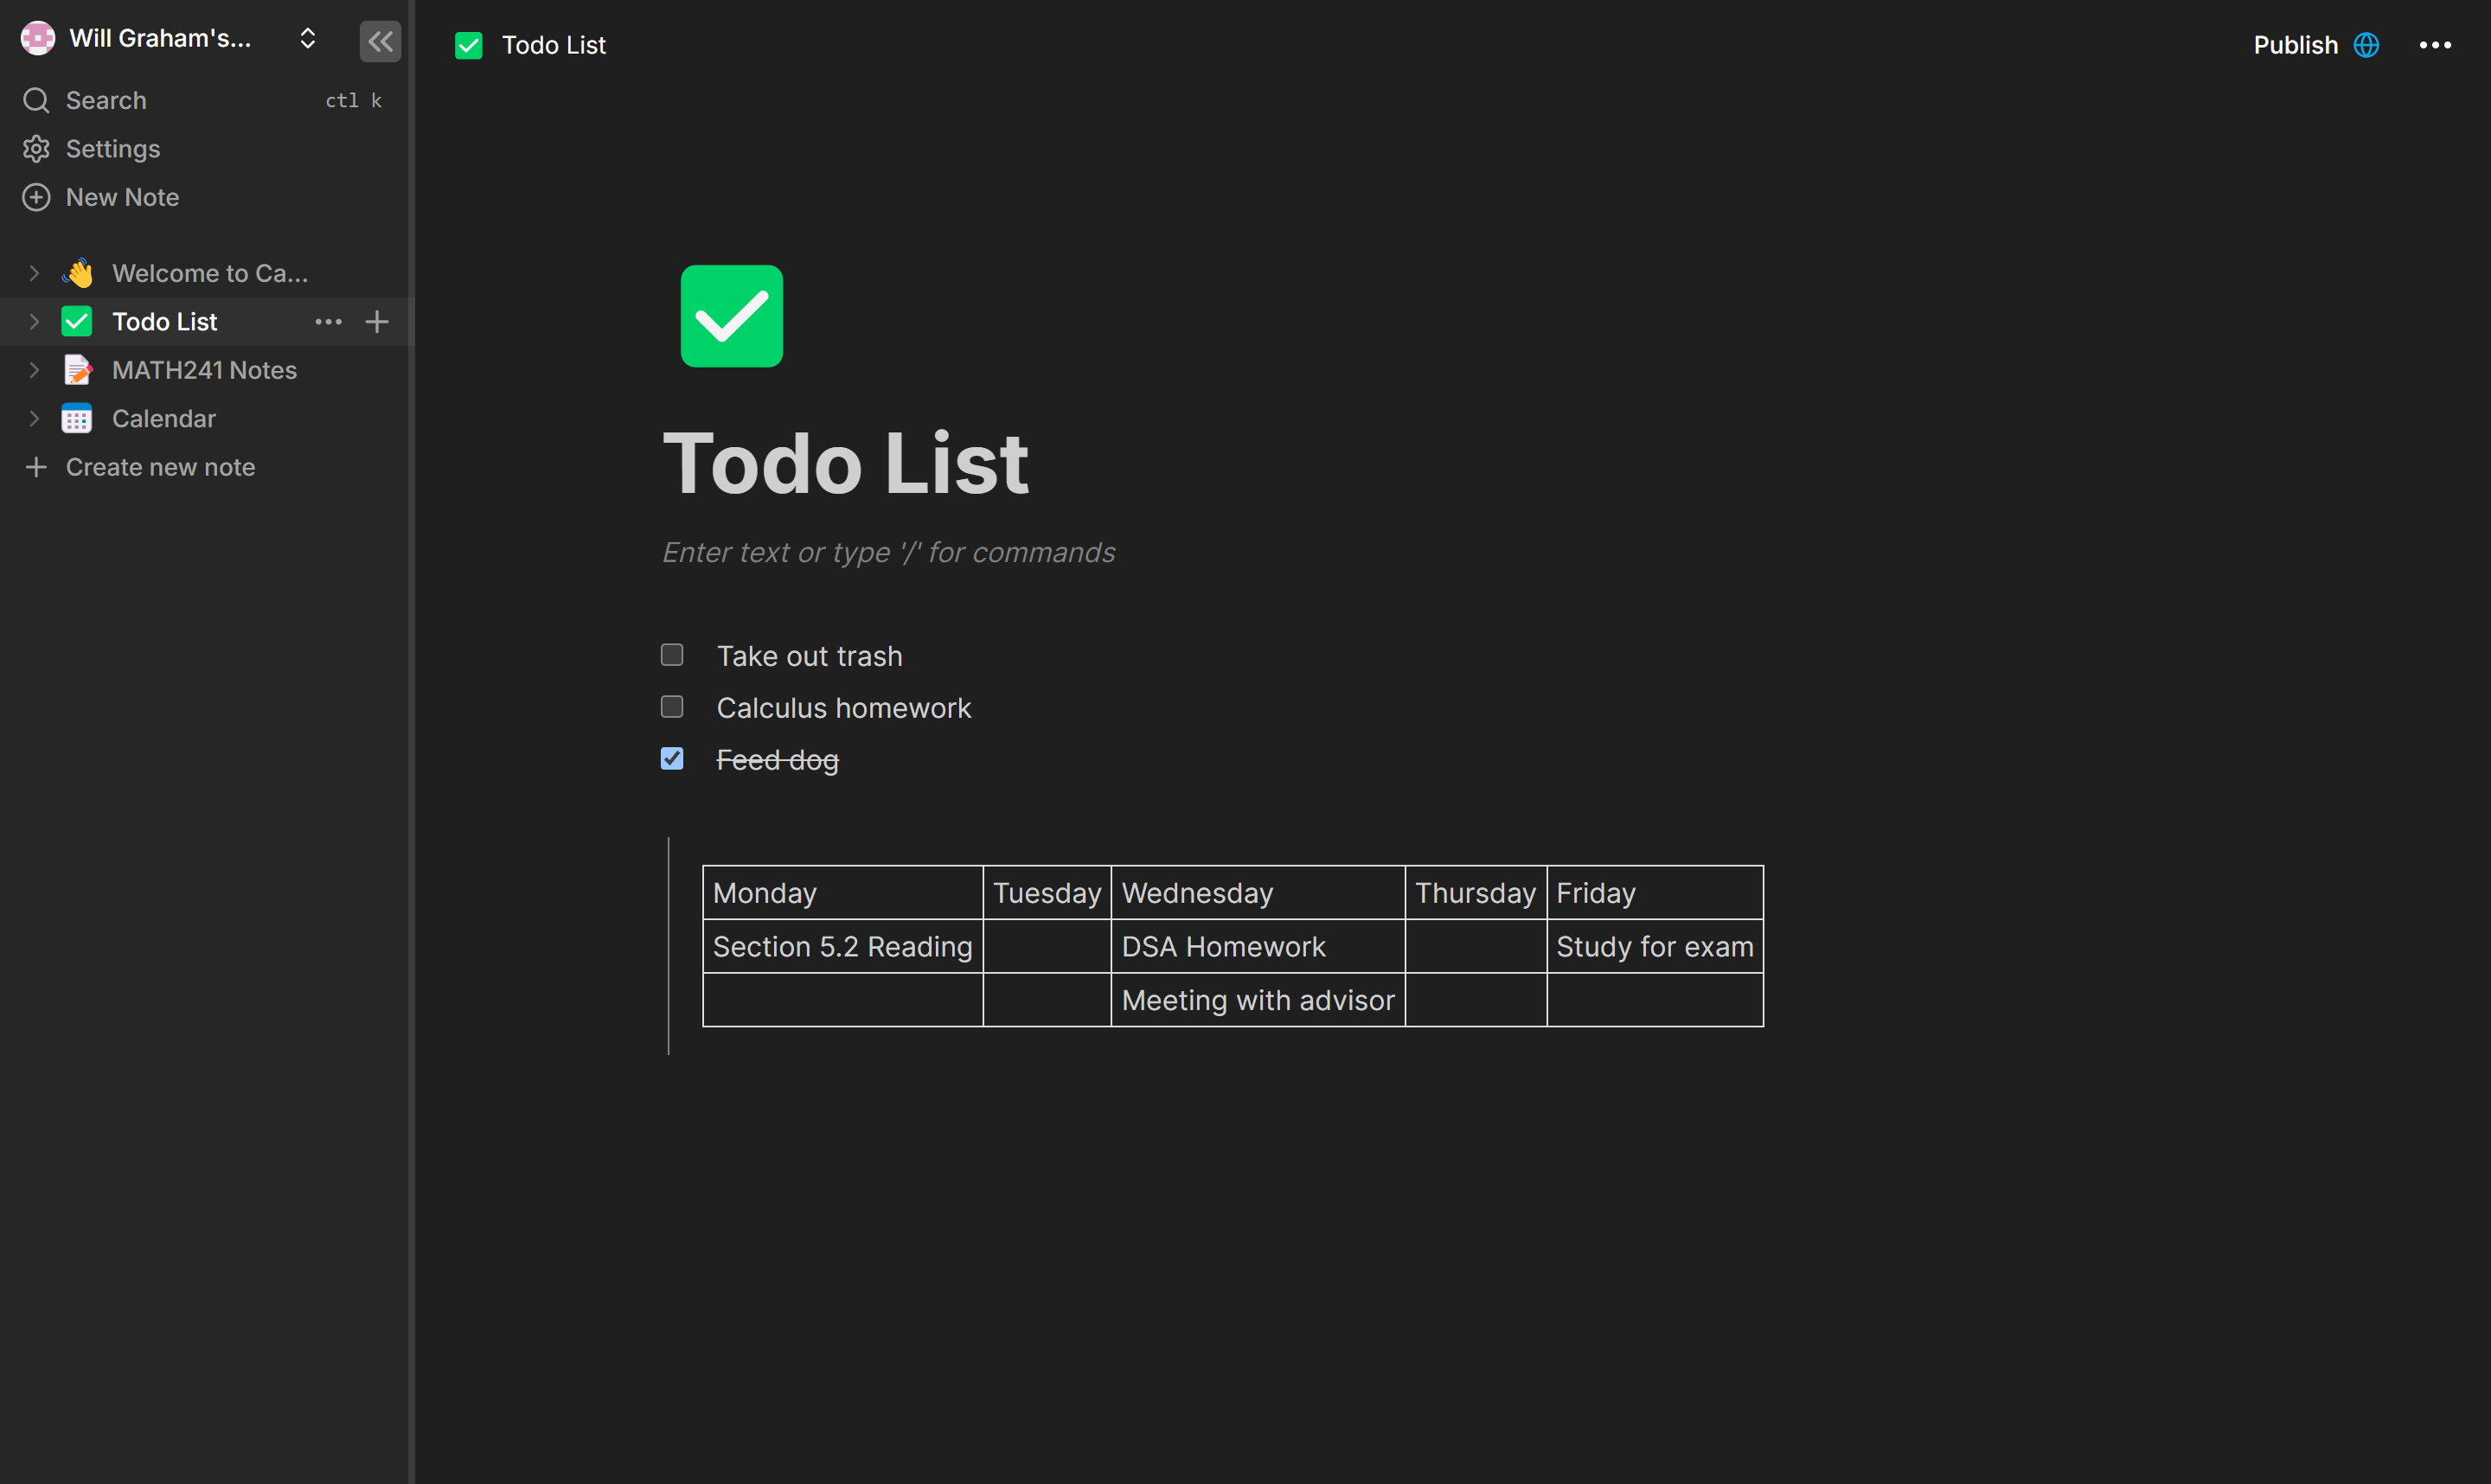 Will Graham's...
Search ctl k
Settings
New Note
Welcome to Ca...
Todo List
MATH241 Notes
Calendar
Create new note
Todo List
Publish
Todo List
Enter text or type '/' for commands
Take out trash
Calculus homework
Feed dog
Monday Tuesday Wednesday Thursday Friday
Section 5.2 Reading DSA Homework Study for exam
Meeting with advisor